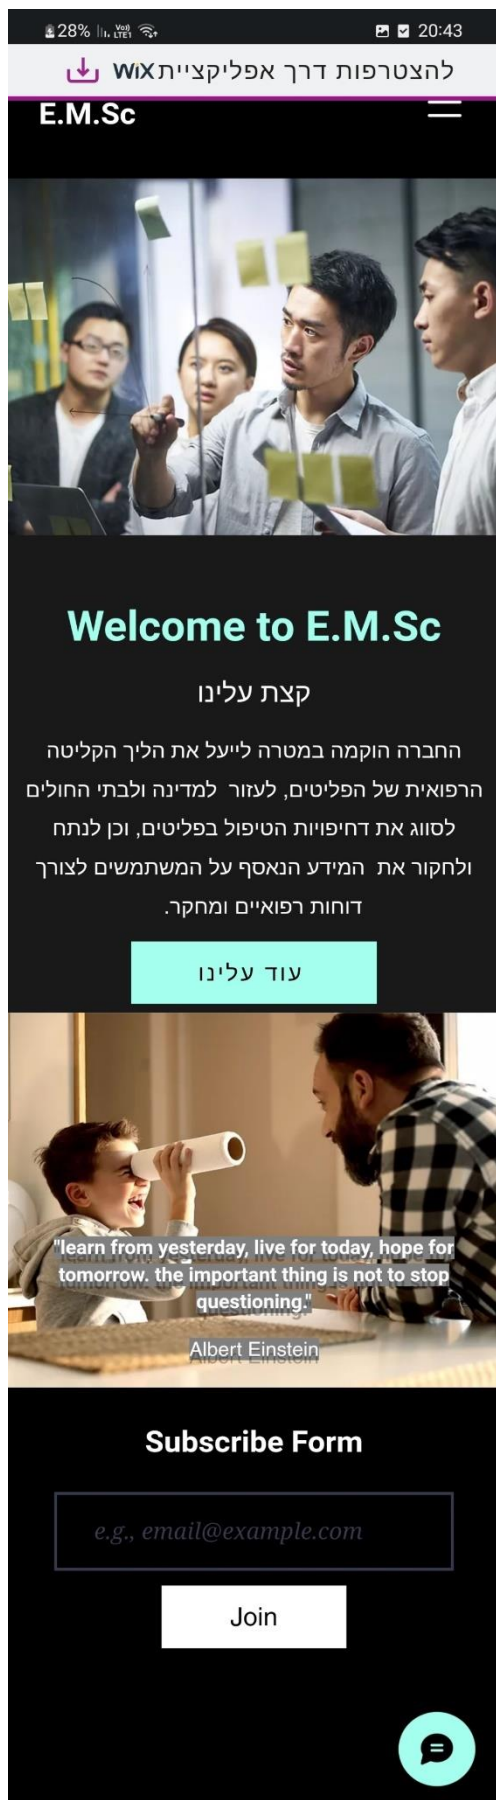 28% Vo) LTE1 20:43
להצטרפות דרך אפליקציית WiX
E.M.Sc
Welcome to E.M.Sc
קצת עלינו
החברה הוקמה במטרה לייעל את הליך הקליטה
הרפואית של הפליטים, לעזור למדינה ולבתי החולים
לסווג את דחיפויות הטיפול בפליטים, וכן לנתח
ולחקור את המידע הנאסף על המשתמשים לצורך
דוחות רפואיים ומחקר.
עוד עלינו
"learn from yesterday, live for today, hope for
tomorrow. the important thing is not to stop
questioning."
Albert Einstein
Subscribe Form
e.g., email@example.com
Join